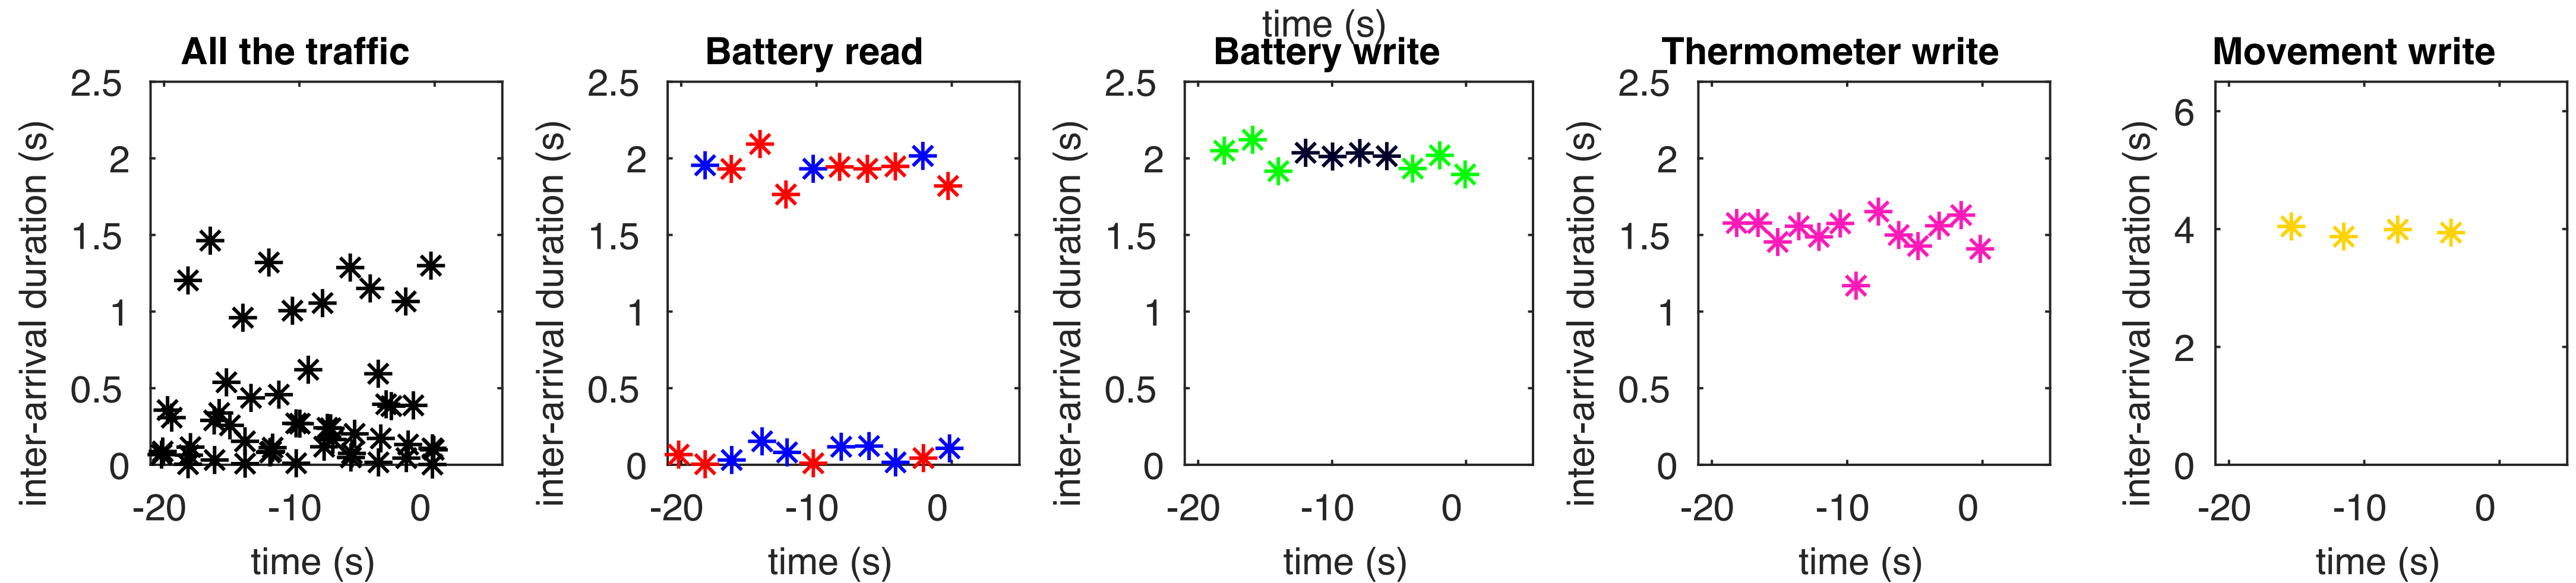 time (s)
All the traffic
Battery read
Battery write
Thermometer write
Movement write
inter-arrival duration (s)
2.5
2
1.5
1
0.5
0
-20 -10 0
time (s)
inter-arrival duration (s)
2.5
2
1.5
1
0.5
0
-20 -10 0
time (s)
inter-arrival duration (s)
2.5
2
1.5
1
0.5
0
-20 -10 0
time (s)
inter-arrival duration (s)
2.5
2
1.5
1
0.5
0
-20 -10 0
time (s)
inter-arrival duration (s)
6
4
2
0
-20 -10 0
time (s)